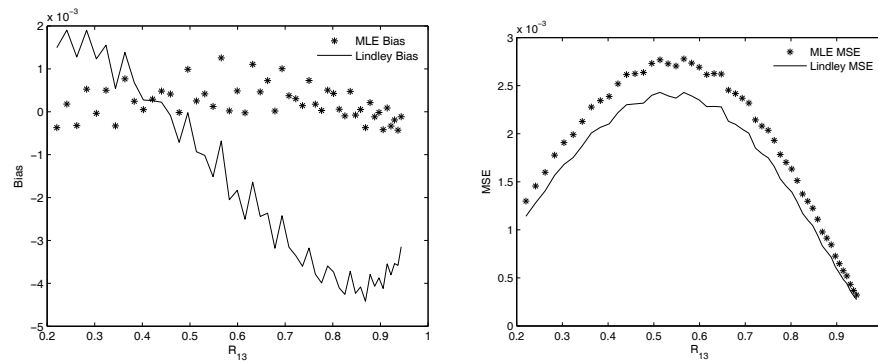 x 10⁻³
2
1
0
−1
−2
−3
−4
−5
Bias
0.2 0.3 0.4 0.5 0.6 0.7 0.8 0.9 1
R₁₃
MLE Bias
Lindley Bias
x 10⁻³
3
2.5
2
1.5
1
0.5
0
MSE
0.2 0.3 0.4 0.5 0.6 0.7 0.8 0.9 1
R₁₃
MLE MSE
Lindley MSE